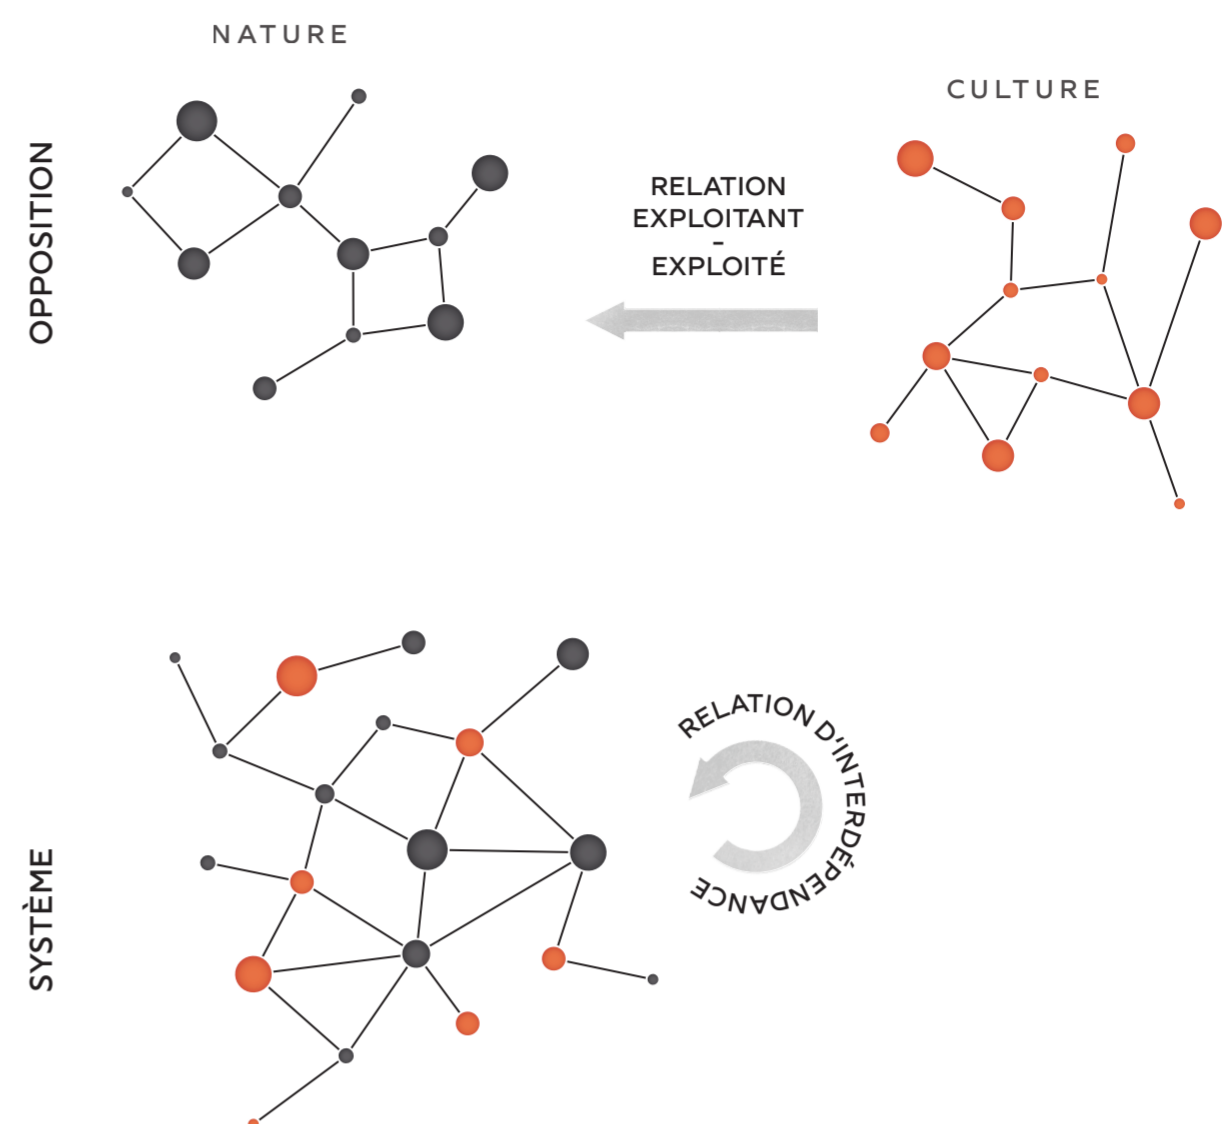 NATURE
CULTURE
OPPOSITION
RELATION
EXPLOITANT
-
EXPLOITÉ
RELATION D'INTERDÉPENDANCE
SYSTÈME